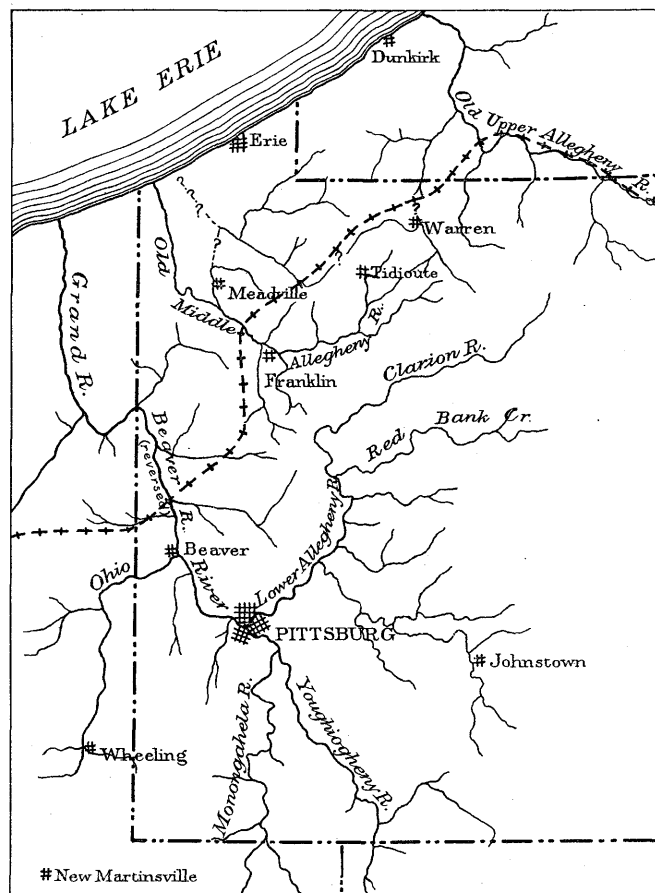 LAKE ERIE
Dunkirk
Old Upper Allegheny R.
Erie
?
?
Warren
Old Middle Allegheny R.
Meadville
Tidioute
Grand R.
Franklin
Clarion R.
Red Bank Cr.
Beaver R.
(reversed)
Lower Allegheny R.
Beaver
Ohio River
PITTSBURG
Johnstown
Monongahela R.
Youghiogheny R.
Wheeling
New Martinsville